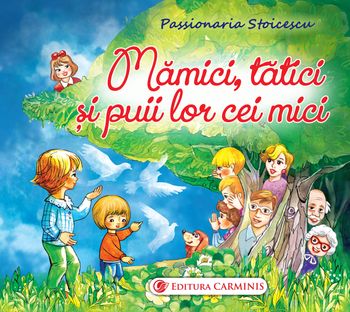 Passionaria Stoicescu
Mămici, tătici
și puii lor cei mici
EDITURA CARMINIS